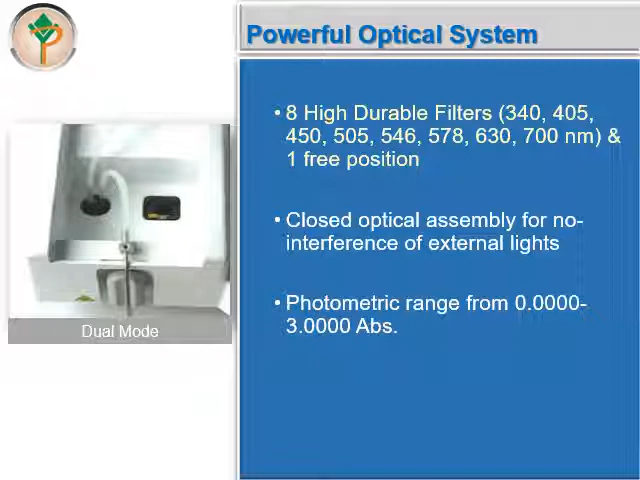 Powerful Optical System
• 8 High Durable Filters (340, 405,
450, 505, 546, 578, 630, 700 nm) &
1 free position
• Closed optical assembly for no-
interference of external lights
• Photometric range from 0.0000-
3.0000 Abs.
Dual Mode